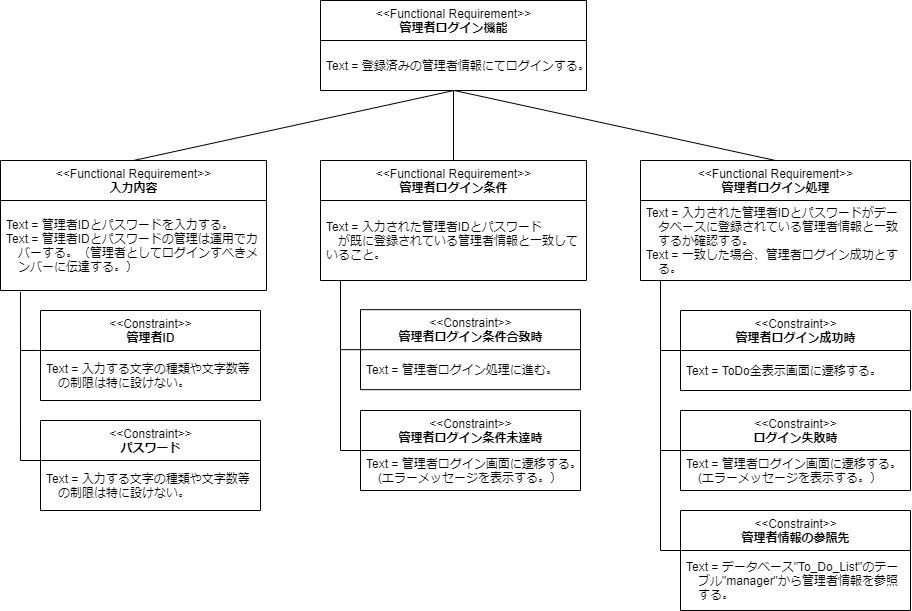 <<Functional Requirement>>
管理者ログイン機能
Text = 登録済みの管理者情報にてログインする。
<<Functional Requirement>>
入力内容
Text = 管理者IDとパスワードを入力する。
Text = 管理者IDとパスワードの管理は運用でカ
バーする。（管理者としてログインすべきメ
ンバーに伝達する。）
<<Constraint>>
管理者ID
Text = 入力する文字の種類や文字数等
の制限は特に設けない。
<<Constraint>>
パスワード
Text = 入力する文字の種類や文字数等
の制限は特に設けない。
<<Functional Requirement>>
管理者ログイン条件
Text = 入力された管理者IDとパスワード
が既に登録されている管理者情報と一致して
いること。
<<Constraint>>
管理者ログイン条件合致時
Text = 管理者ログイン処理に進む。
<<Constraint>>
管理者ログイン条件未達時
Text = 管理者ログイン画面に遷移する。
(エラーメッセージを表示する。）
<<Functional Requirement>>
管理者ログイン処理
Text = 入力された管理者IDとパスワードがデー
タベースに登録されている管理者情報と一致
するか確認する。
Text = 一致した場合、管理者ログイン成功とす
る。
<<Constraint>>
管理者ログイン成功時
Text = ToDo全表示画面に遷移する。
<<Constraint>>
ログイン失敗時
Text = 管理者ログイン画面に遷移する。
(エラーメッセージを表示する。）
<<Constraint>>
管理者情報の参照先
Text = データベース"To_Do_List"のテー
ブル"manager"から管理者情報を参照
する。